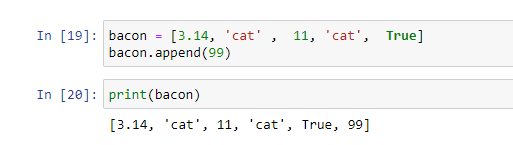 In [19]: bacon = [3.14, 'cat' ,  11, 'cat',  True]
bacon.append(99)
In [20]: print(bacon)
[3.14, 'cat', 11, 'cat', True, 99]